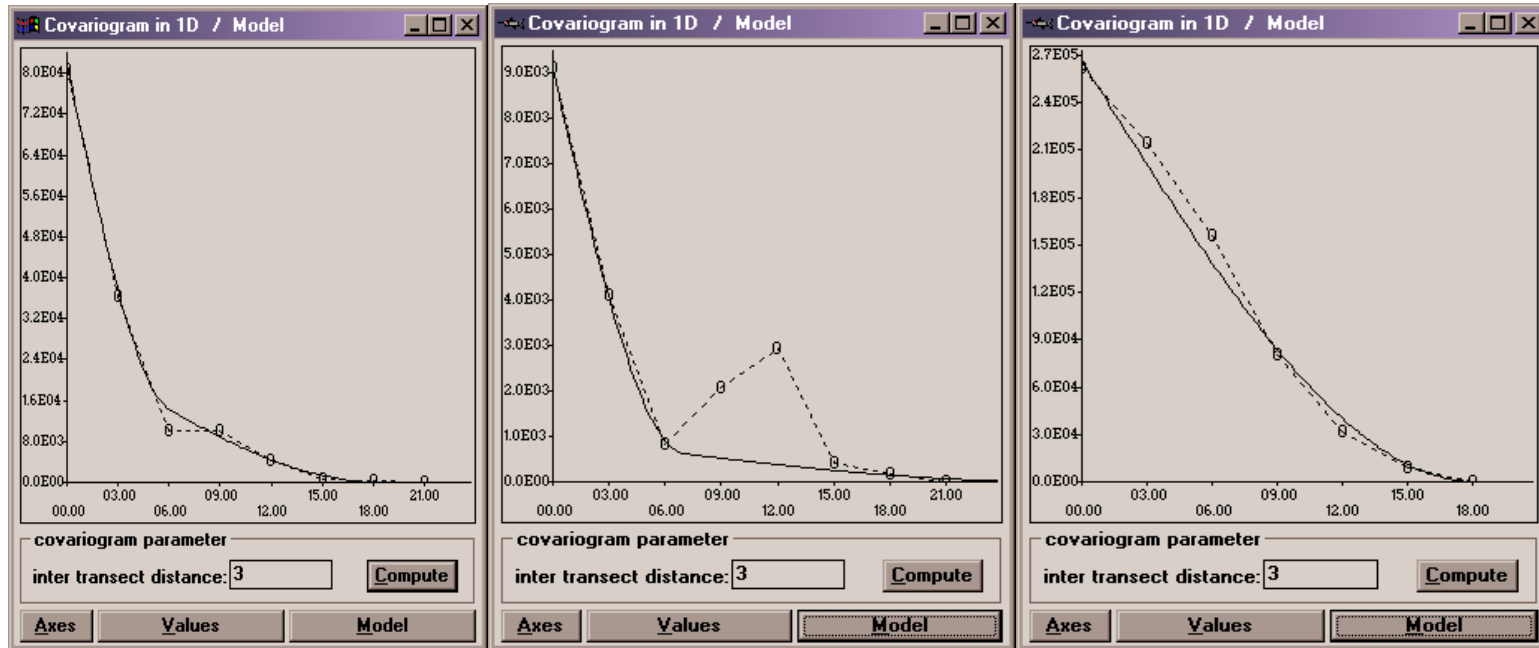 Covariogram in 1D / Model
8.0E04
7.2E04
6.4E04
5.6E04
4.8E04
4.0E04
3.2E04
2.4E04
1.6E04
8.0E03
0.0E00
03.00 09.00 15.00 21.00
00.00 06.00 12.00 18.00
covariogram parameter
inter transect distance: 3 Compute
Axes Values Model
Covariogram in 1D / Model
9.0E03
8.0E03
7.0E03
6.0E03
5.0E03
4.0E03
3.0E03
2.0E03
1.0E03
0.0E00
03.00 09.00 15.00 21.00
00.00 06.00 12.00 18.00
covariogram parameter
inter transect distance: 3 Compute
Axes Values Model
Covariogram in 1D / Model
2.7E05
2.4E05
2.1E05
1.8E05
1.5E05
1.2E05
9.0E04
6.0E04
3.0E04
0.0E00
03.00 09.00 15.00
00.00 06.00 12.00 18.00
covariogram parameter
inter transect distance: 3 Compute
Axes Values Model